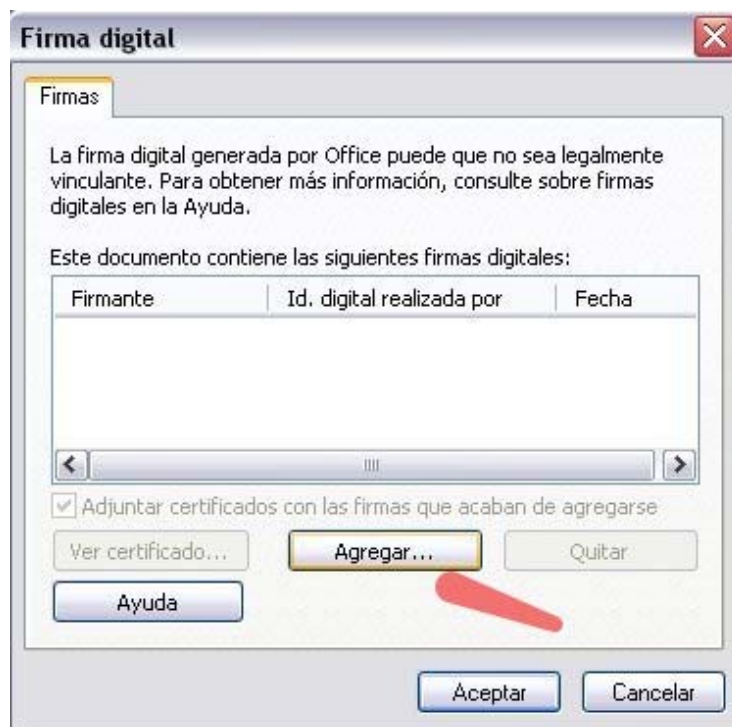 Firma digital
Firmas
La firma digital generada por Office puede que no sea legalmente
vinculante. Para obtener más información, consulte sobre firmas
digitales en la Ayuda.
Este documento contiene las siguientes firmas digitales:
Firmante Id. digital realizada por Fecha
Adjuntar certificados con las firmas que acaban de agregarse
Ver certificado... Agregar... Quitar
Ayuda
Aceptar Cancelar